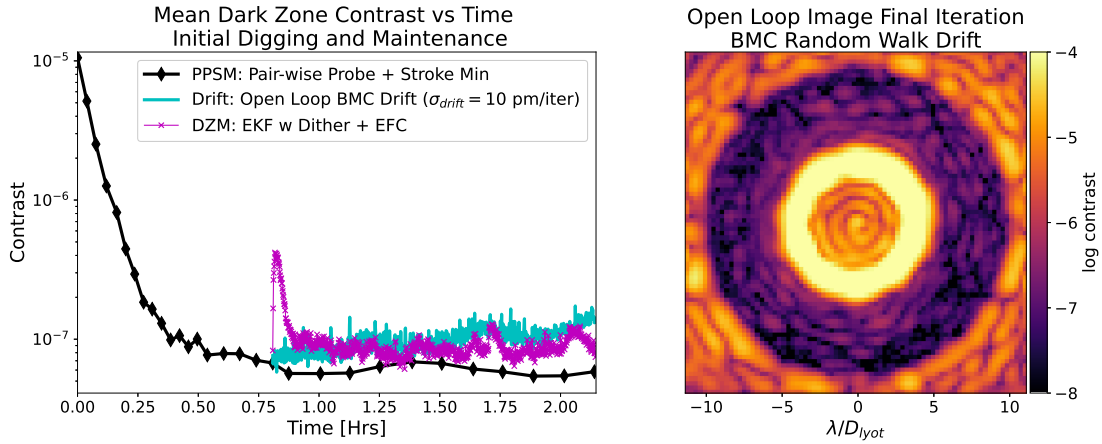 Mean Dark Zone Contrast vs Time
Initial Digging and Maintenance
10⁻⁵
10⁻⁶
10⁻⁷
Contrast
PPSM: Pair-wise Probe + Stroke Min
Drift: Open Loop BMC Drift (σ_drift = 10 pm/iter)
DZM: EKF w Dither + EFC
0.00 0.25 0.50 0.75 1.00 1.25 1.50 1.75 2.00
Time [Hrs]
Open Loop Image Final Iteration
BMC Random Walk Drift
−10 −5 0 5 10
λ/D_lyot
−4
−5
−6
−7
−8
log contrast